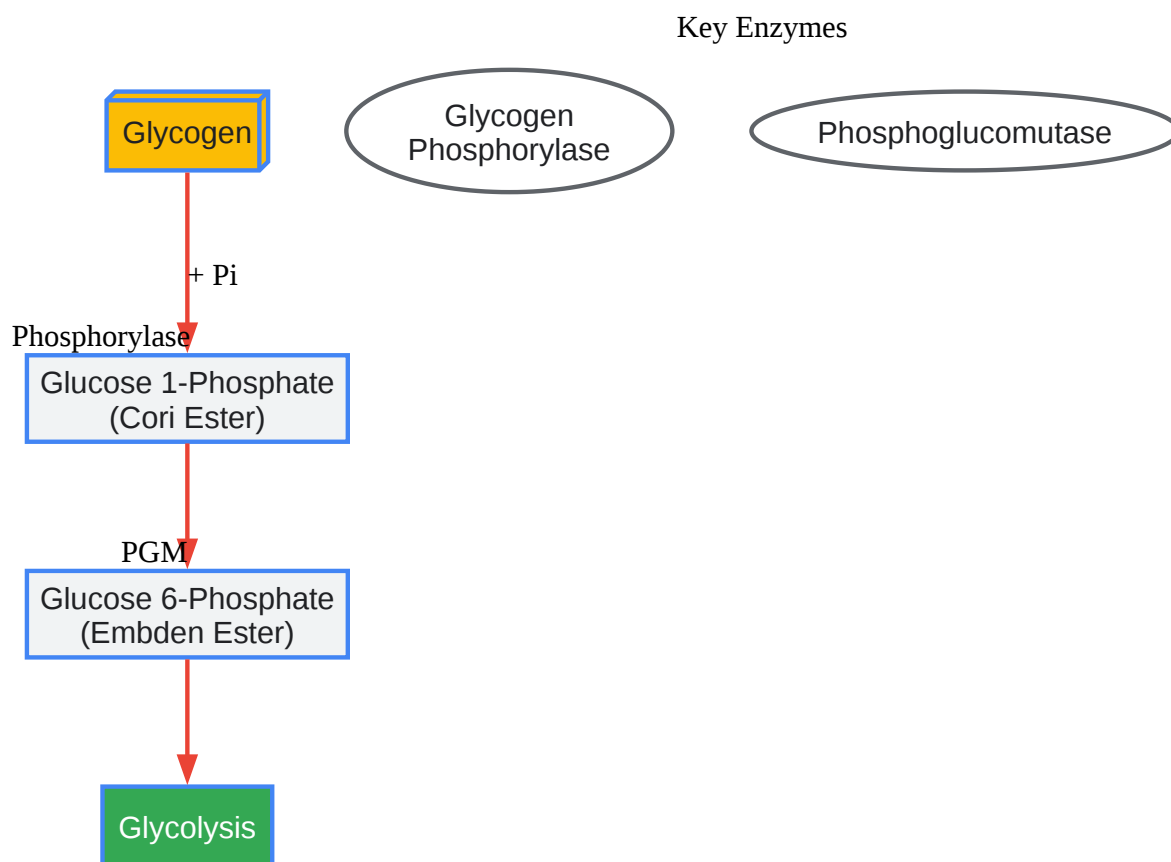 Key Enzymes
Glycogen
Glycogen
Phosphorylase
Phosphoglucomutase
+ Pi
Phosphorylase
Glucose 1-Phosphate
(Cori Ester)
PGM
Glucose 6-Phosphate
(Embden Ester)
Glycolysis